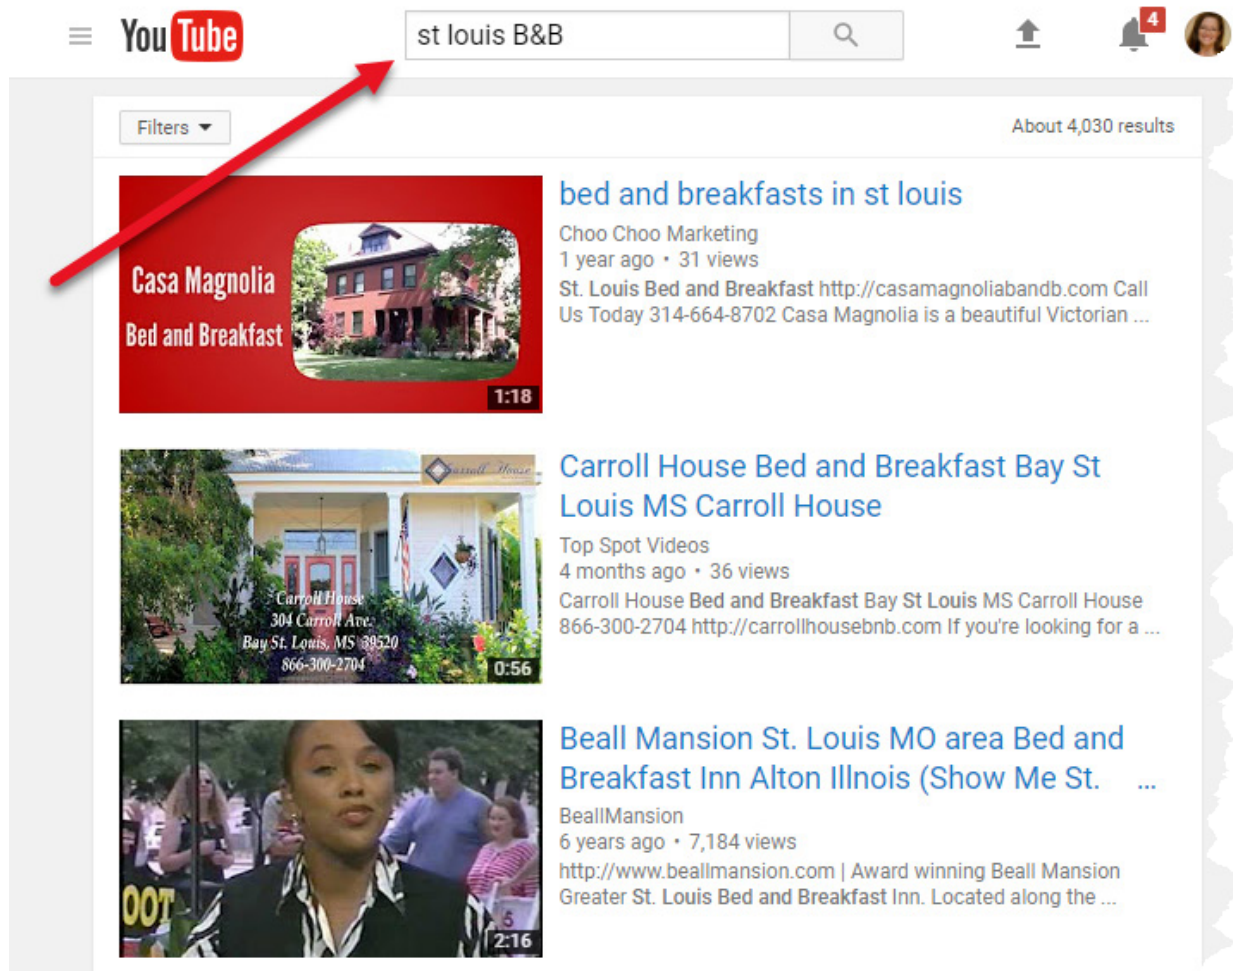 YouTube
st louis B&B
4
Filters
About 4,030 results
Casa Magnolia
Bed and Breakfast
1:18
bed and breakfasts in st louis
Choo Choo Marketing
1 year ago • 31 views
St. Louis Bed and Breakfast http://casamagnoliabandb.com Call
Us Today 314-664-8702 Casa Magnolia is a beautiful Victorian ...
Carroll House
Carroll House
304 Carroll Ave.
Bay St. Louis, MS 39520
866-300-2704
0:56
Carroll House Bed and Breakfast Bay St
Louis MS Carroll House
Top Spot Videos
4 months ago • 36 views
Carroll House Bed and Breakfast Bay St Louis MS Carroll House
866-300-2704 http://carrollhousebnb.com If you're looking for a ...
OOT
5
2:16
Beall Mansion St. Louis MO area Bed and
Breakfast Inn Alton Illnois (Show Me St. ...
BeallMansion
6 years ago • 7,184 views
http://www.beallmansion.com | Award winning Beall Mansion
Greater St. Louis Bed and Breakfast Inn. Located along the ...